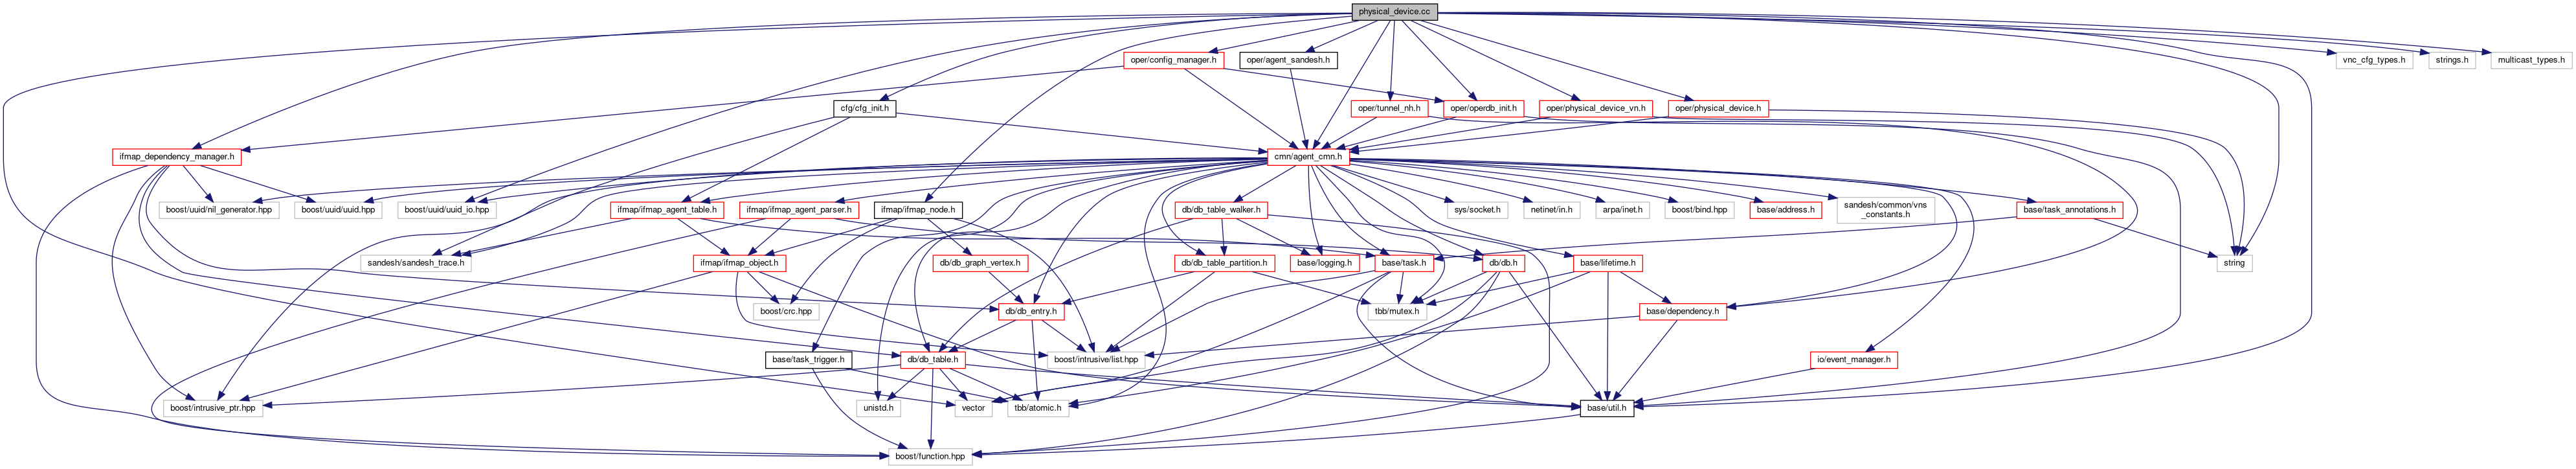 physical_device.cc
oper/config_manager.h
oper/agent_sandesh.h
vnc_cfg_types.h
strings.h
multicast_types.h
cfg/cfg_init.h
oper/tunnel_nh.h
oper/operdb_init.h
oper/physical_device_vn.h
oper/physical_device.h
ifmap_dependency_manager.h
cmn/agent_cmn.h
boost/uuid/nil_generator.hpp
boost/uuid/uuid.hpp
boost/uuid/uuid_io.hpp
ifmap/ifmap_agent_table.h
ifmap/ifmap_agent_parser.h
ifmap/ifmap_node.h
db/db_table_walker.h
sys/socket.h
netinet/in.h
arpa/inet.h
boost/bind.hpp
base/address.h
sandesh/common/vns
_constants.h
base/task_annotations.h
sandesh/sandesh_trace.h
ifmap/ifmap_object.h
db/db_graph_vertex.h
db/db_table_partition.h
base/logging.h
base/task.h
db/db.h
base/lifetime.h
string
boost/crc.hpp
db/db_entry.h
tbb/mutex.h
base/dependency.h
base/task_trigger.h
db/db_table.h
boost/intrusive/list.hpp
io/event_manager.h
boost/intrusive_ptr.hpp
unistd.h
vector
tbb/atomic.h
base/util.h
boost/function.hpp